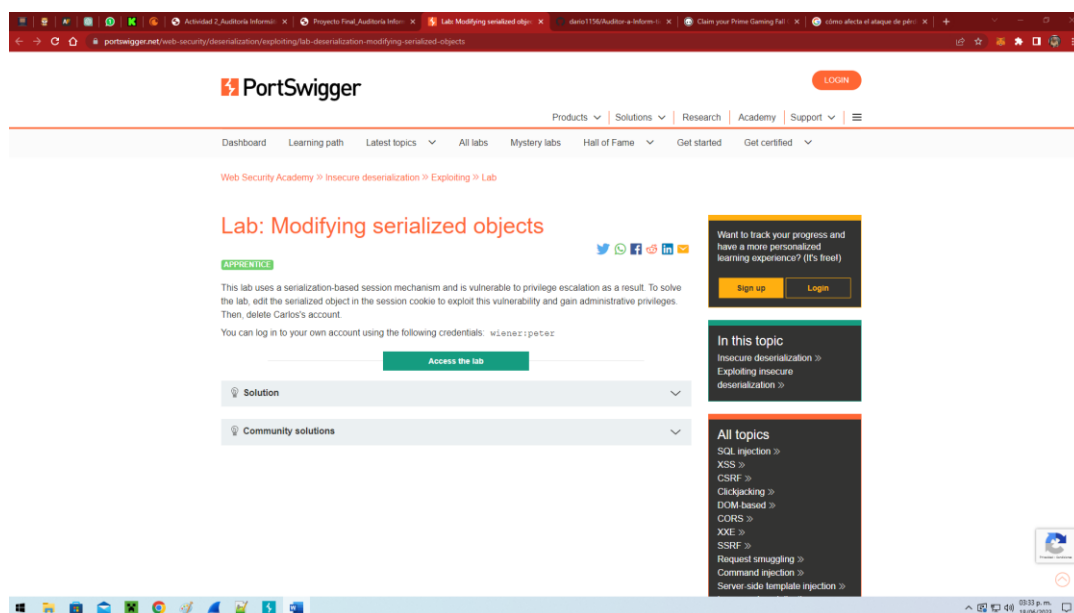 Actividad 2_Auditoría Informáti
Proyecto Final_Auditoría Inform
Lab: Modifying serialized objec
dario1156/Auditor-a-Inform-ti
Claim your Prime Gaming Fall
cómo afecta el ataque de
portswigger.net/web-security/deserialization/exploiting/lab-deserialization-modifying-serialized-objects
PortSwigger
LOGIN
Products
Solutions
Research
Academy
Support
Dashboard
Learning path
Latest topics
All labs
Mystery labs
Hall of Fame
Get started
Get certified
Web Security Academy » Insecure deserialization » Exploiting » Lab
Lab: Modifying serialized objects
APPRENTICE
This lab uses a serialization-based session mechanism and is vulnerable to privilege escalation as a result. To solve
the lab, edit the serialized object in the session cookie to exploit this vulnerability and gain administrative privileges.
Then, delete Carlos's account.
You can log in to your own account using the following credentials: wiener:peter
Access the lab
Solution
Community solutions
Want to track your progress and
have a more personalized
learning experience? (It's free!)
Sign up
Login
In this topic
Insecure deserialization »
Exploiting insecure
deserialization »
All topics
SQL injection »
XSS »
CSRF »
Clickjacking »
DOM-based »
CORS »
XXE »
SSRF »
Request smuggling »
Command injection »
Server-side template injection »
03:33 p. m.